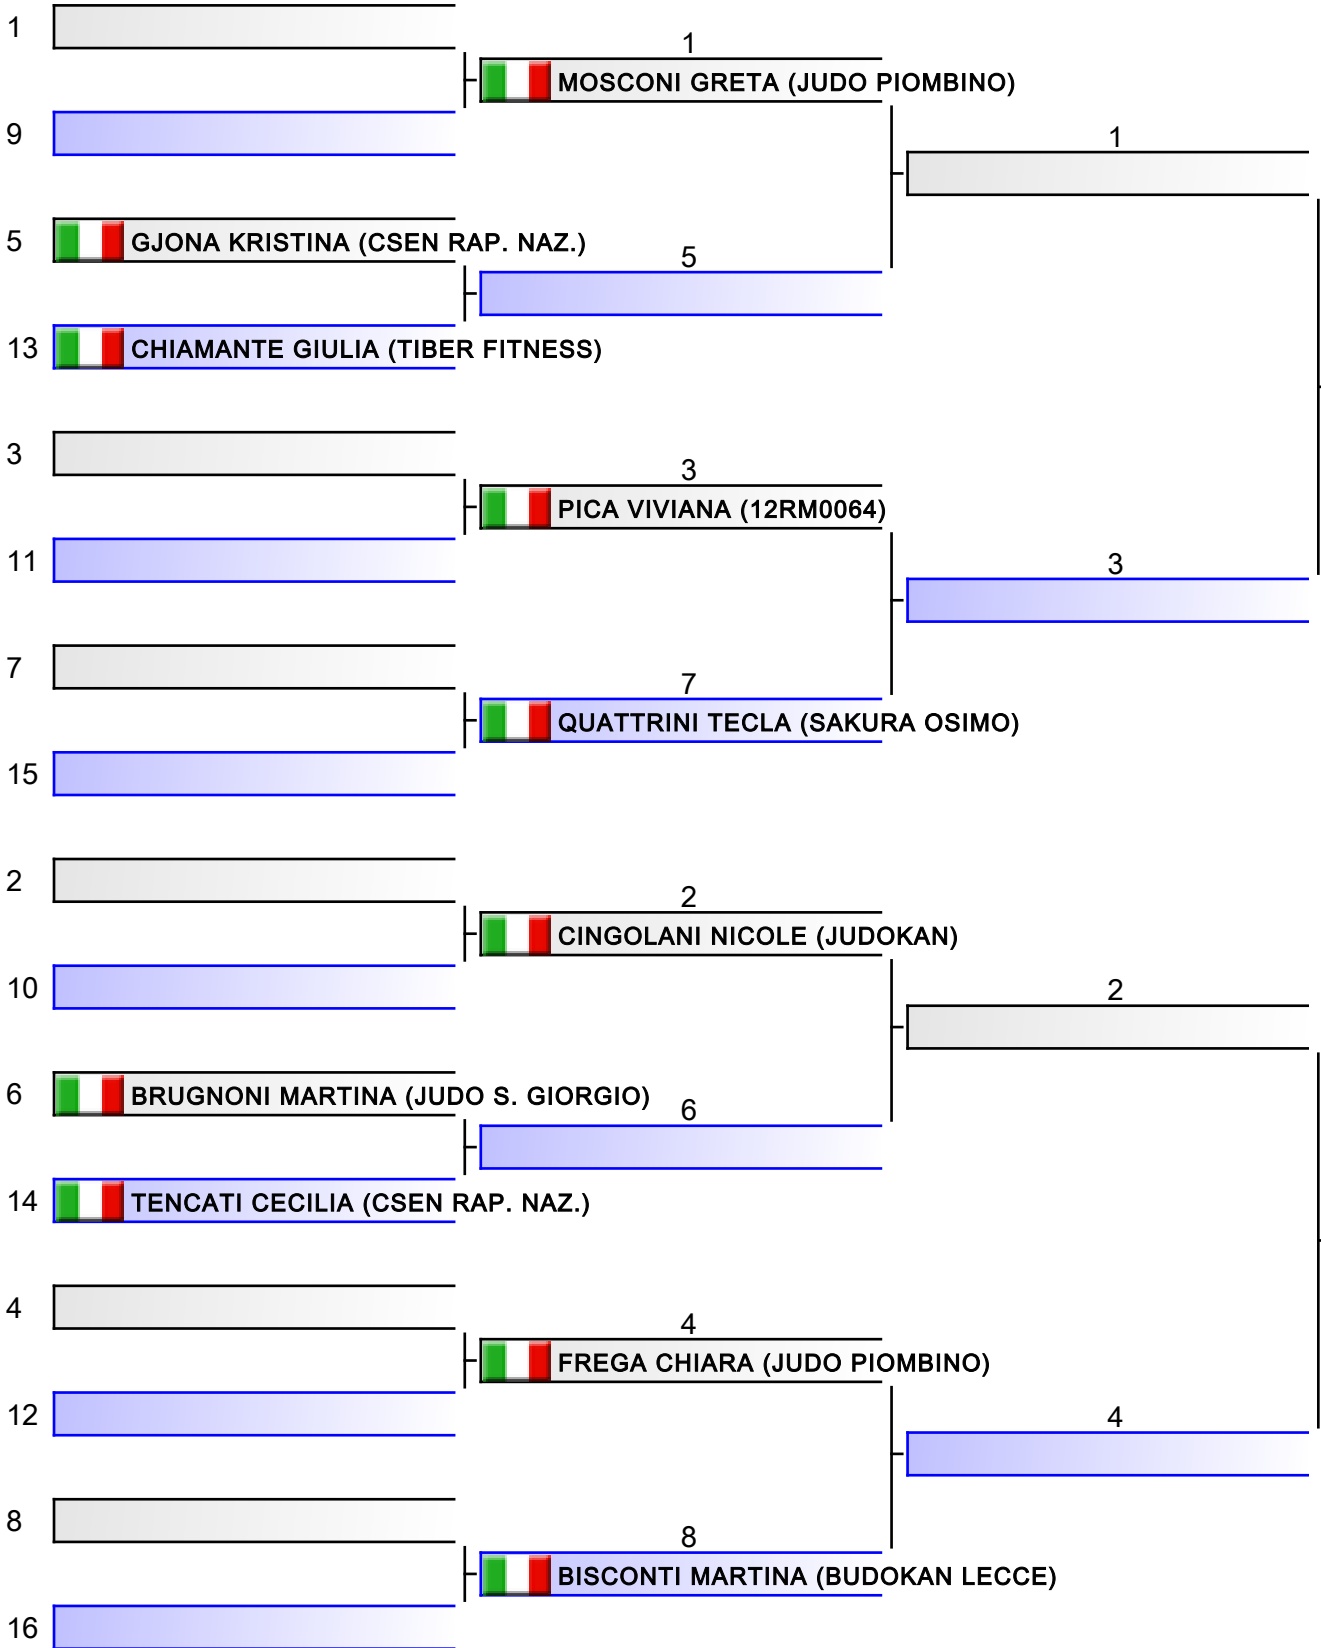 1
1
MOSCONI GRETA (JUDO PIOMBINO)
9
1
5
GJONA KRISTINA (CSEN RAP. NAZ.)
5
13
CHIAMANTE GIULIA (TIBER FITNESS)
3
3
PICA VIVIANA (12RM0064)
11
3
7
7
QUATTRINI TECLA (SAKURA OSIMO)
15
2
2
CINGOLANI NICOLE (JUDOKAN)
10
2
6
BRUGNONI MARTINA (JUDO S. GIORGIO)
6
14
TENCATI CECILIA (CSEN RAP. NAZ.)
4
4
FREGA CHIARA (JUDO PIOMBINO)
12
4
8
8
BISCONTI MARTINA (BUDOKAN LECCE)
16